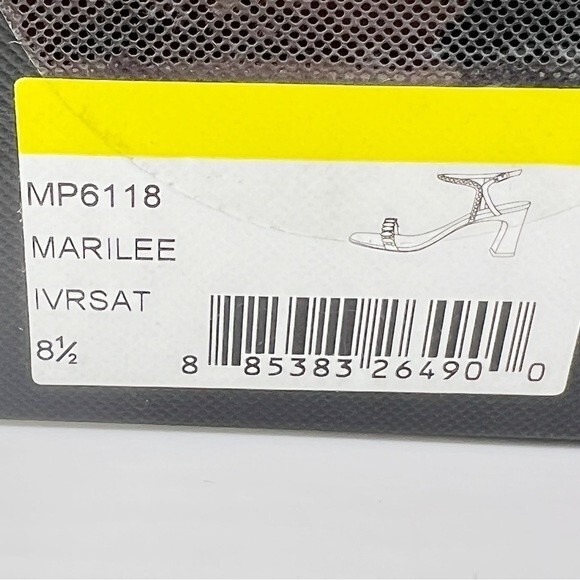 MP6118
MARILEE
IVRSAT
8½
8 85383 26490 0